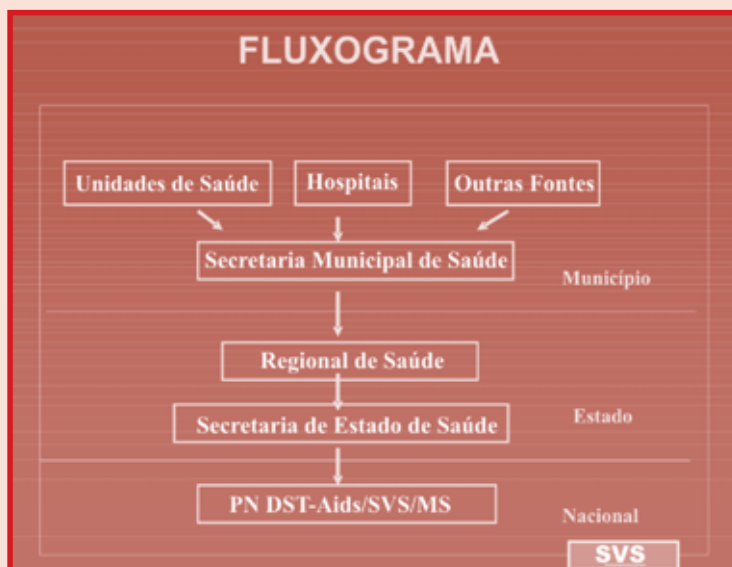 FLUXOGRAMA
Unidades de Saúde
Hospitais
Outras Fontes
Secretaria Municipal de Saúde
Município
Regional de Saúde
Secretaria de Estado de Saúde
Estado
PN DST-Aids/SVS/MS
Nacional
SVS